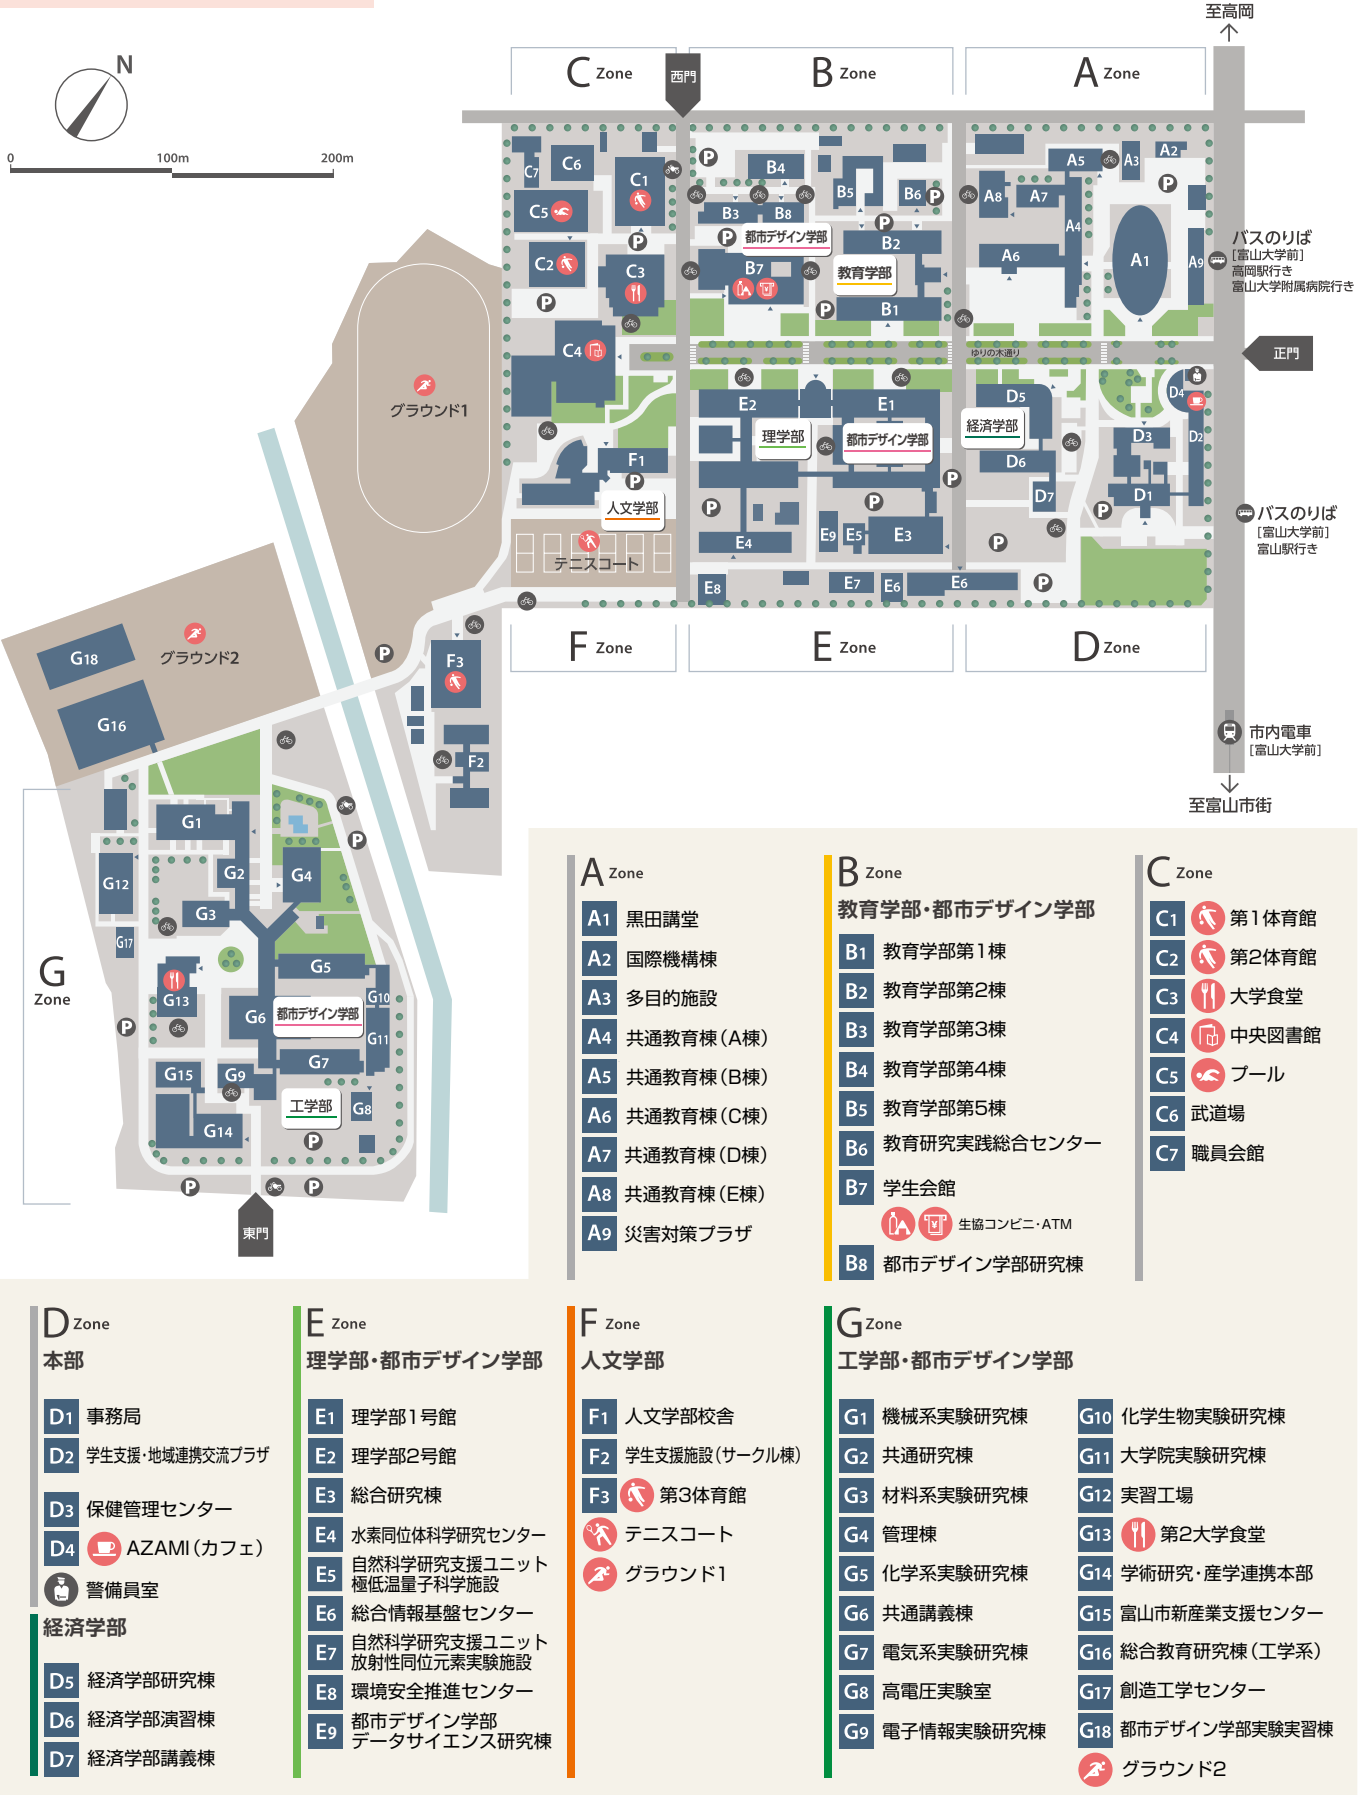 至高岡
N
0 100m 200m
C Zone
西門
B Zone
A Zone
C7
C6
C1
C5
C2
C3
C4
B4
B5
B6
B3
B8
都市デザイン学部
B2
B7
教育学部
B1
A5
A3
A2
A8
A7
A4
A6
A1
A9
バスのりば
[富山大学前]
高岡駅行き
富山大学附属病院行き
ゆりの木通り
正門
グラウンド1
F1
人文学部
テニスコート
E2
E1
理学部
都市デザイン学部
E4
E9
E5
E3
E8
E7
E6
E6
D5
経済学部
D6
D7
D4
D3
D2
D1
バスのりば
[富山大学前]
富山駅行き
F Zone
E Zone
D Zone
F3
F2
グラウンド2
G18
G16
市内電車
[富山大学前]
至富山市街
G Zone
G1
G2
G4
G12
G3
G17
G5
G13
G10
G6
都市デザイン学部
G11
G7
G15
G9
工学部
G8
G14
東門
P
A Zone
A1 黒田講堂
A2 国際機構棟
A3 多目的施設
A4 共通教育棟（A棟）
A5 共通教育棟（B棟）
A6 共通教育棟（C棟）
A7 共通教育棟（D棟）
A8 共通教育棟（E棟）
A9 災害対策プラザ
B Zone
教育学部・都市デザイン学部
B1 教育学部第1棟
B2 教育学部第2棟
B3 教育学部第3棟
B4 教育学部第4棟
B5 教育学部第5棟
B6 教育研究実践総合センター
B7 学生会館
生協コンビニ・ATM
B8 都市デザイン学部研究棟
C Zone
C1 第1体育館
C2 第2体育館
C3 大学食堂
C4 中央図書館
C5 プール
C6 武道場
C7 職員会館
D Zone
本部
D1 事務局
D2 学生支援・地域連携交流プラザ
D3 保健管理センター
D4 AZAMI（カフェ）
警備員室
経済学部
D5 経済学部研究棟
D6 経済学部演習棟
D7 経済学部講義棟
E Zone
理学部・都市デザイン学部
E1 理学部1号館
E2 理学部2号館
E3 総合研究棟
E4 水素同位体科学研究センター
E5 自然科学研究支援ユニット
極低温量子科学施設
E6 総合情報基盤センター
E7 自然科学研究支援ユニット
放射性同位元素実験施設
E8 環境安全推進センター
E9 都市デザイン学部
データサイエンス研究棟
F Zone
人文学部
F1 人文学部校舎
F2 学生支援施設（サークル棟）
F3 第3体育館
テニスコート
グラウンド1
G Zone
工学部・都市デザイン学部
G1 機械系実験研究棟
G2 共通研究棟
G3 材料系実験研究棟
G4 管理棟
G5 化学系実験研究棟
G6 共通講義棟
G7 電気系実験研究棟
G8 高電圧実験室
G9 電子情報実験研究棟
G10 化学生物実験研究棟
G11 大学院実験研究棟
G12 実習工場
G13 第2大学食堂
G14 学術研究・産学連携本部
G15 富山市新産業支援センター
G16 総合教育研究棟（工学系）
G17 創造工学センター
G18 都市デザイン学部実験実習棟
グラウンド2